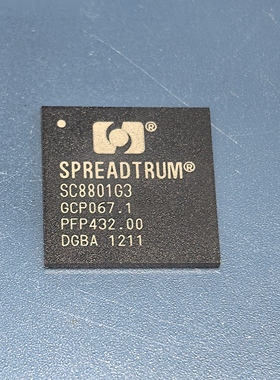 ®
SPREADTRUM®
SC8801G3
GCP067.1
PFP432.00
DGBA 1211